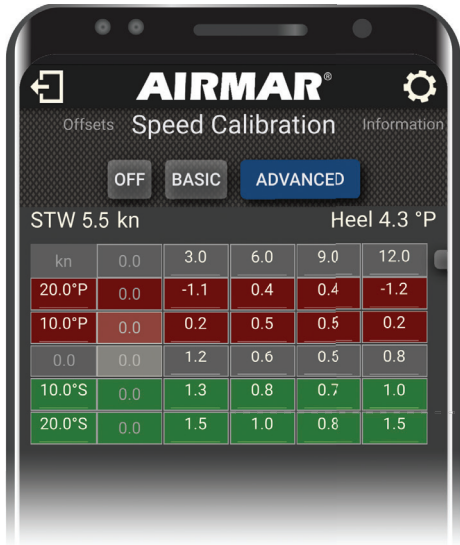 AIRMAR®
Offsets Speed Calibration Information
OFF BASIC ADVANCED
STW 5.5 kn Heel 4.3 °P
kn 0.0 3.0 6.0 9.0 12.0
20.0°P 0.0 -1.1 0.4 0.4 -1.2
10.0°P 0.0 0.2 0.5 0.5 0.2
0.0 0.0 1.2 0.6 0.5 0.8
10.0°S 0.0 1.3 0.8 0.7 1.0
20.0°S 0.0 1.5 1.0 0.8 1.5